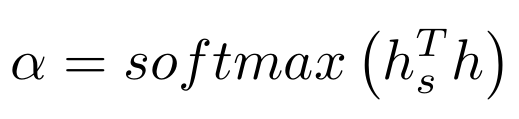 α = softmax (h_s^T h)